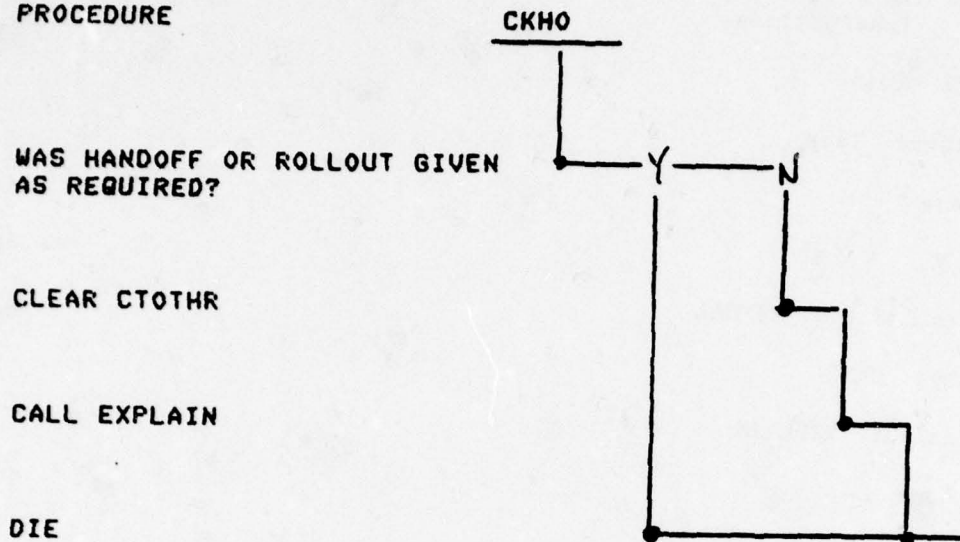 PROCEDURE
CKHO
WAS HANDOFF OR ROLLOUT GIVEN Y N
AS REQUIRED?
CLEAR CTOTHR
CALL EXPLAIN
DIE